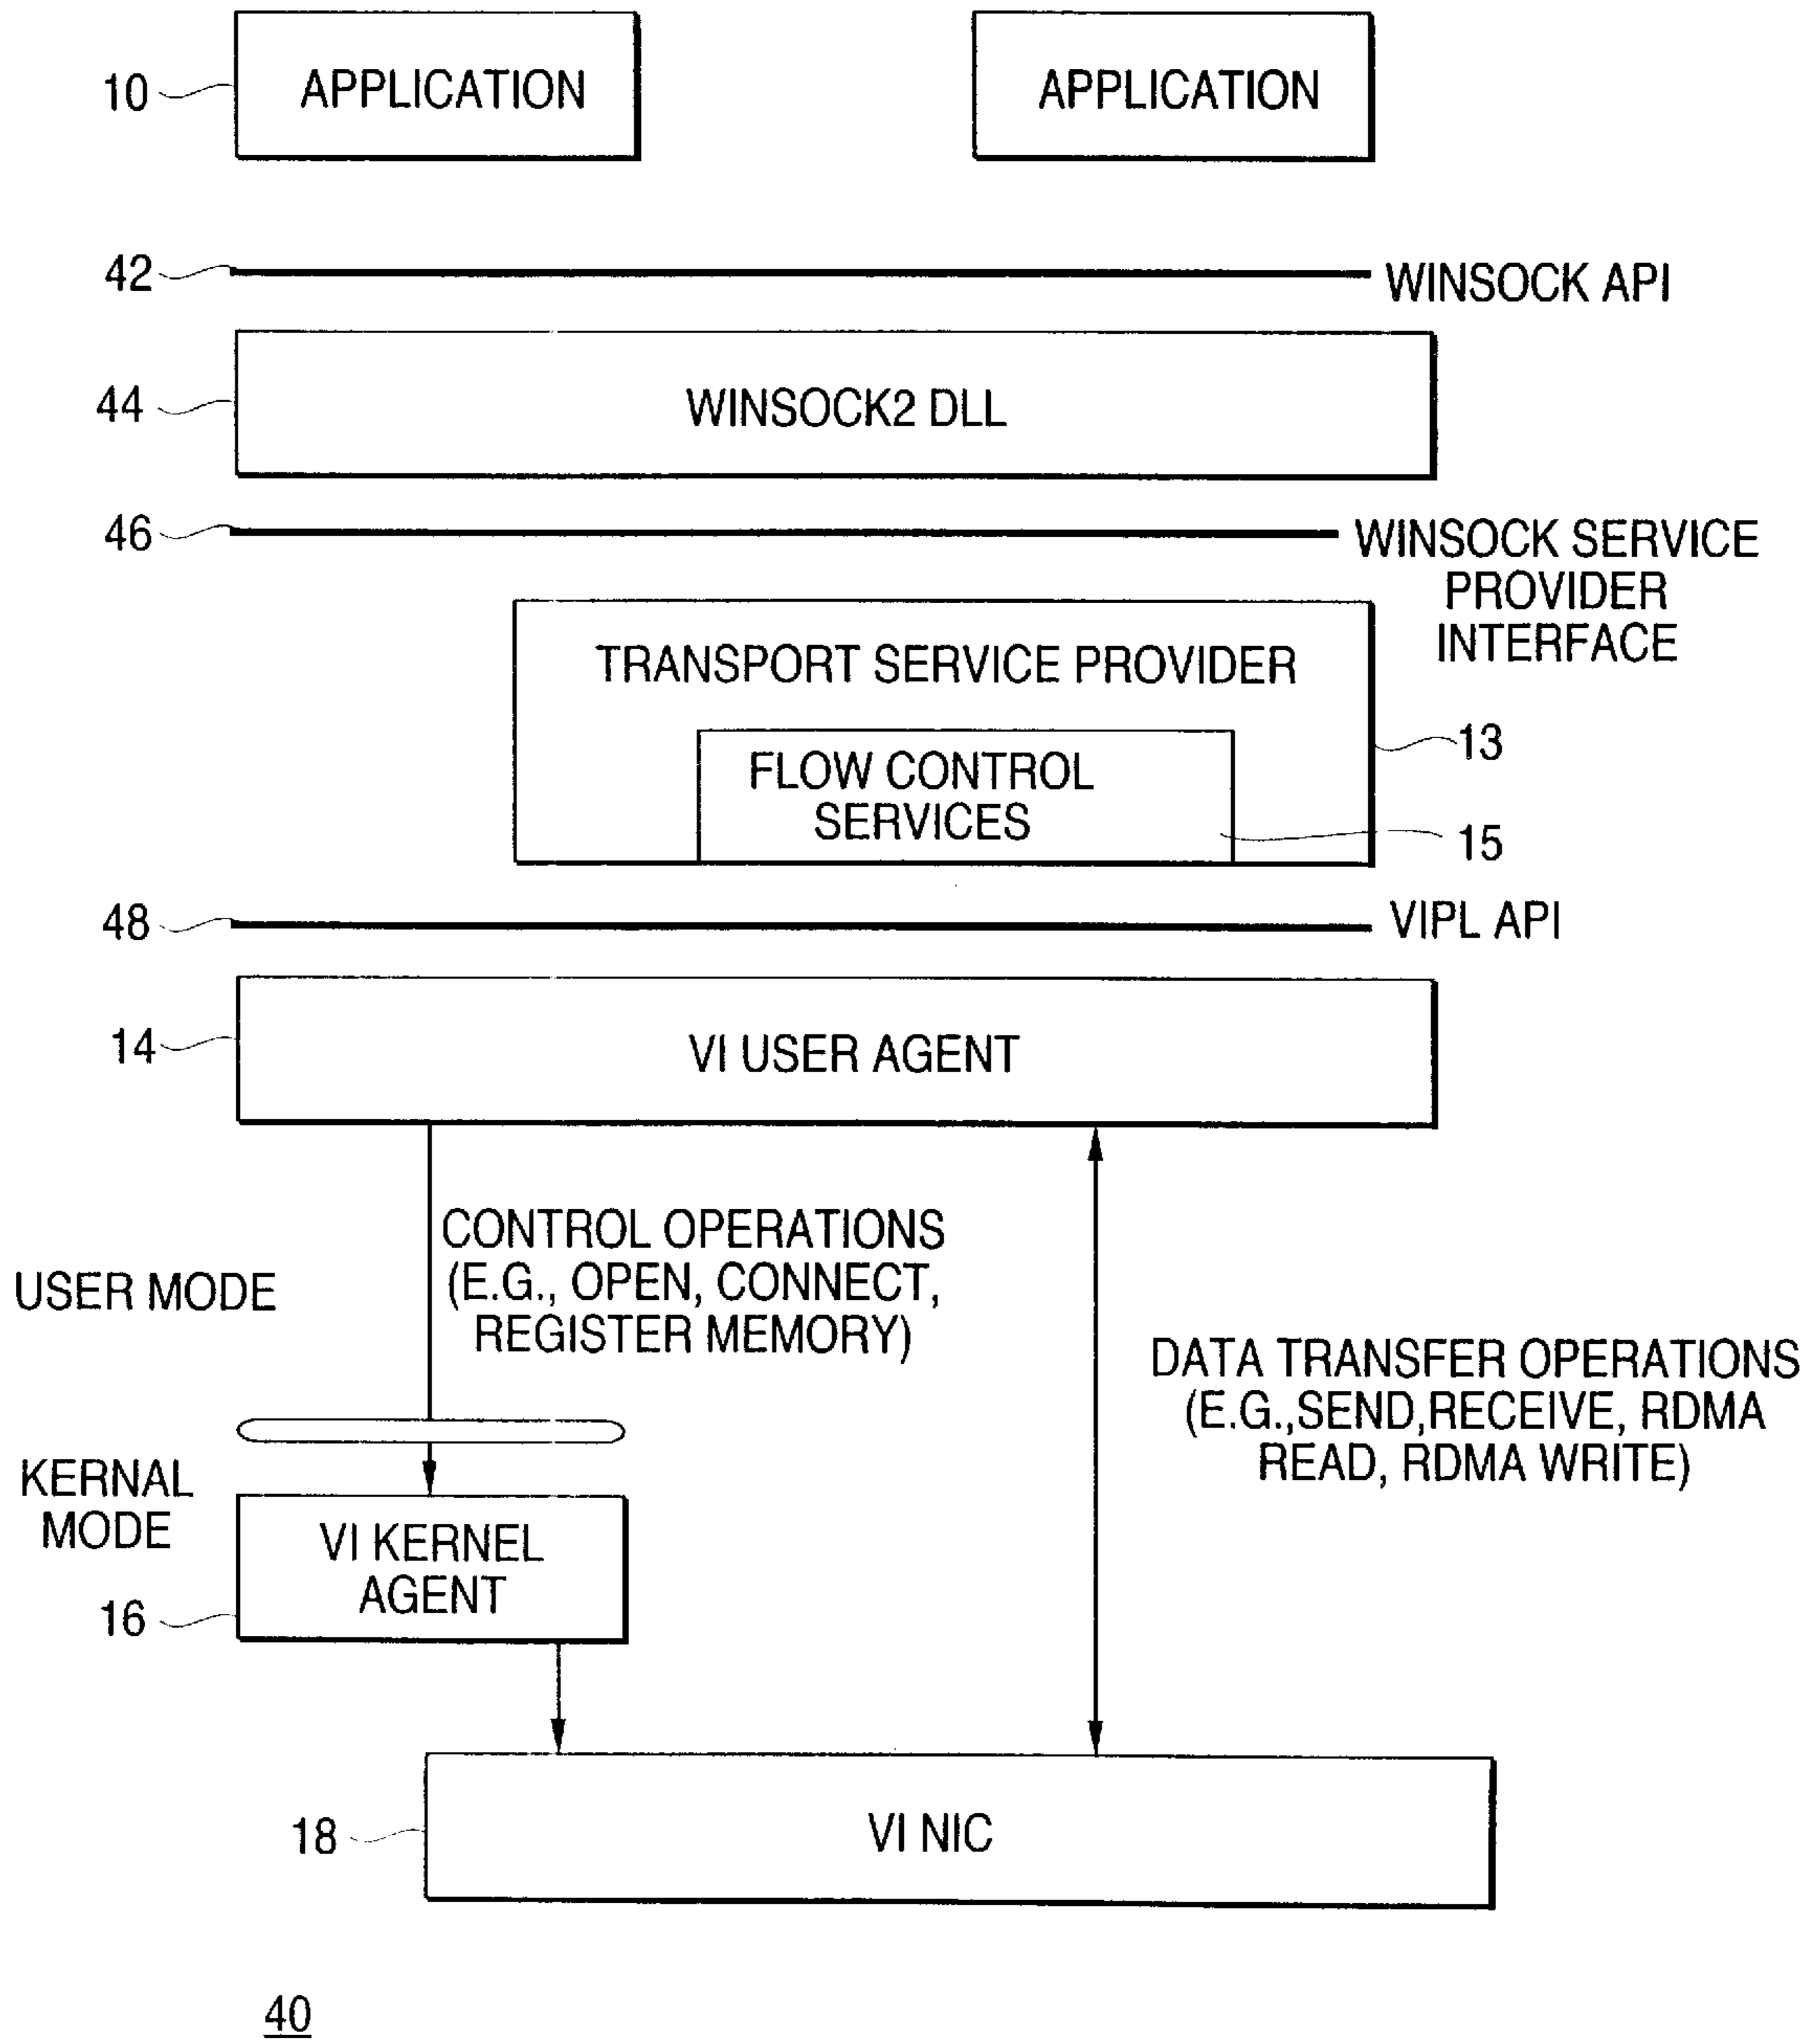 APPLICATION
APPLICATION
10
42
WINSOCK API
44
WINSOCK2 DLL
46
WINSOCK SERVICE
PROVIDER
INTERFACE
TRANSPORT SERVICE PROVIDER
13
FLOW CONTROL
SERVICES
15
48
VIPL API
14
VI USER AGENT
CONTROL OPERATIONS
(E.G., OPEN, CONNECT,
REGISTER MEMORY)
USER MODE
DATA TRANSFER OPERATIONS
(E.G.,SEND,RECEIVE, RDMA
READ, RDMA WRITE)
KERNAL
MODE
VI KERNEL
AGENT
16
18
VI NIC
40